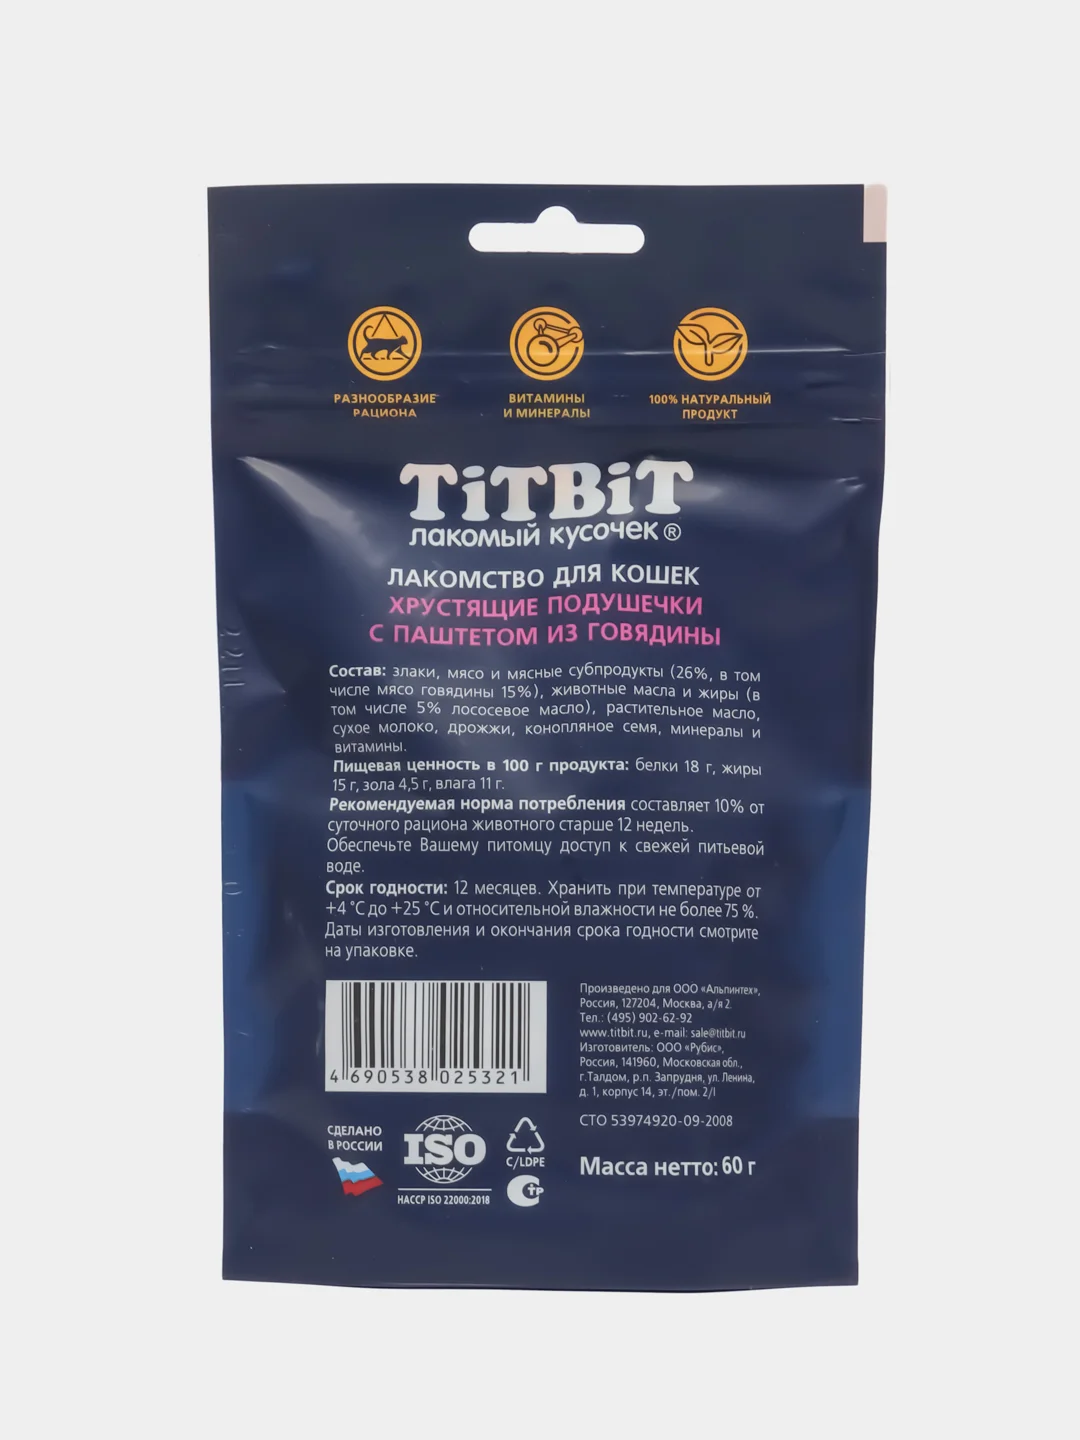 РАЗНООБРАЗИЕ
РАЦИОНА
ВИТАМИНЫ
И МИНЕРАЛЫ
100% НАТУРАЛЬНЫЙ
ПРОДУКТ
TiTBiT
лакомый кусочек®
ЛАКОМСТВО ДЛЯ КОШЕК
ХРУСТЯЩИЕ ПОДУШЕЧКИ
С ПАШТЕТОМ ИЗ ГОВЯДИНЫ
Состав: злаки, мясо и мясные субпродукты (26%, в том
числе мясо говядины 15%), животные масла и жиры (в
том числе 5% лососевое масло), растительное масло,
сухое молоко, дрожжи, конопляное семя, минералы и
витамины.
Пищевая ценность в 100 г продукта: белки 18 г, жиры
15 г, зола 4,5 г, влага 11 г.
Рекомендуемая норма потребления составляет 10% от
суточного рациона животного старше 12 недель.
Обеспечьте Вашему питомцу доступ к свежей питьевой
воде.
Срок годности: 12 месяцев. Хранить при температуре от
+4 °С до +25 °С и относительной влажности не более 75 %.
Даты изготовления и окончания срока годности смотрите
на упаковке.
4 690538 025321
Произведено для ООО «Альпинтех»,
Россия, 127204, Москва, а/я 2.
Тел.: (495) 902-62-92
www.titbit.ru, e-mail: sale@titbit.ru
Изготовитель: ООО «Рубис»,
Россия, 141960, Московская обл.,
г.Талдом, р.п. Запрудня, ул. Ленина,
д. 1, корпус 14, эт./пом. 2/I
СТО 53974920-09-2008
Масса нетто: 60 г
СДЕЛАНО
В РОССИИ
ISO
HACCP ISO 22000:2018
C/LDPE